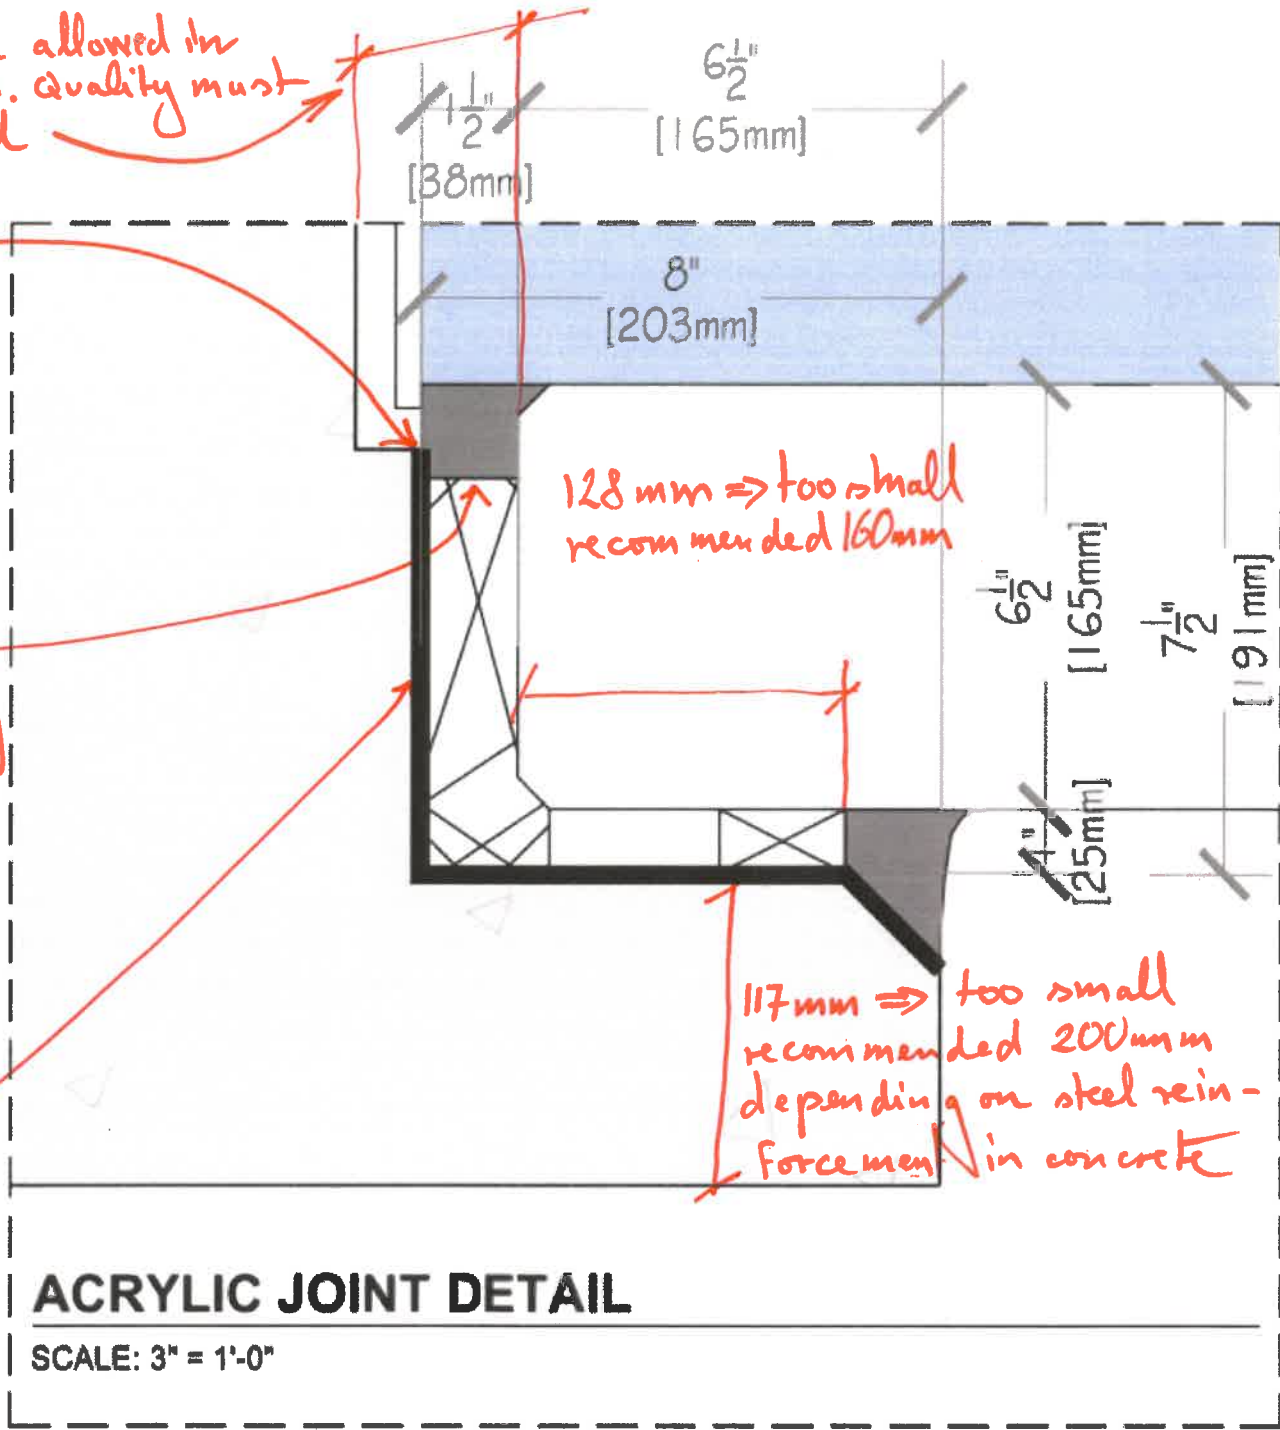 allowed in
quality must
1 1/2"
[38mm]
6 1/2"
[165mm]
8"
[203mm]
128 mm => too small
recommended 160mm
6 1/2"
[165mm]
7 1/2"
[191mm]
1"
[25mm]
117 mm => too small
recommended 200mm
depending on steel rein-
forcement in concrete
ACRYLIC JOINT DETAIL
SCALE: 3" = 1'-0"